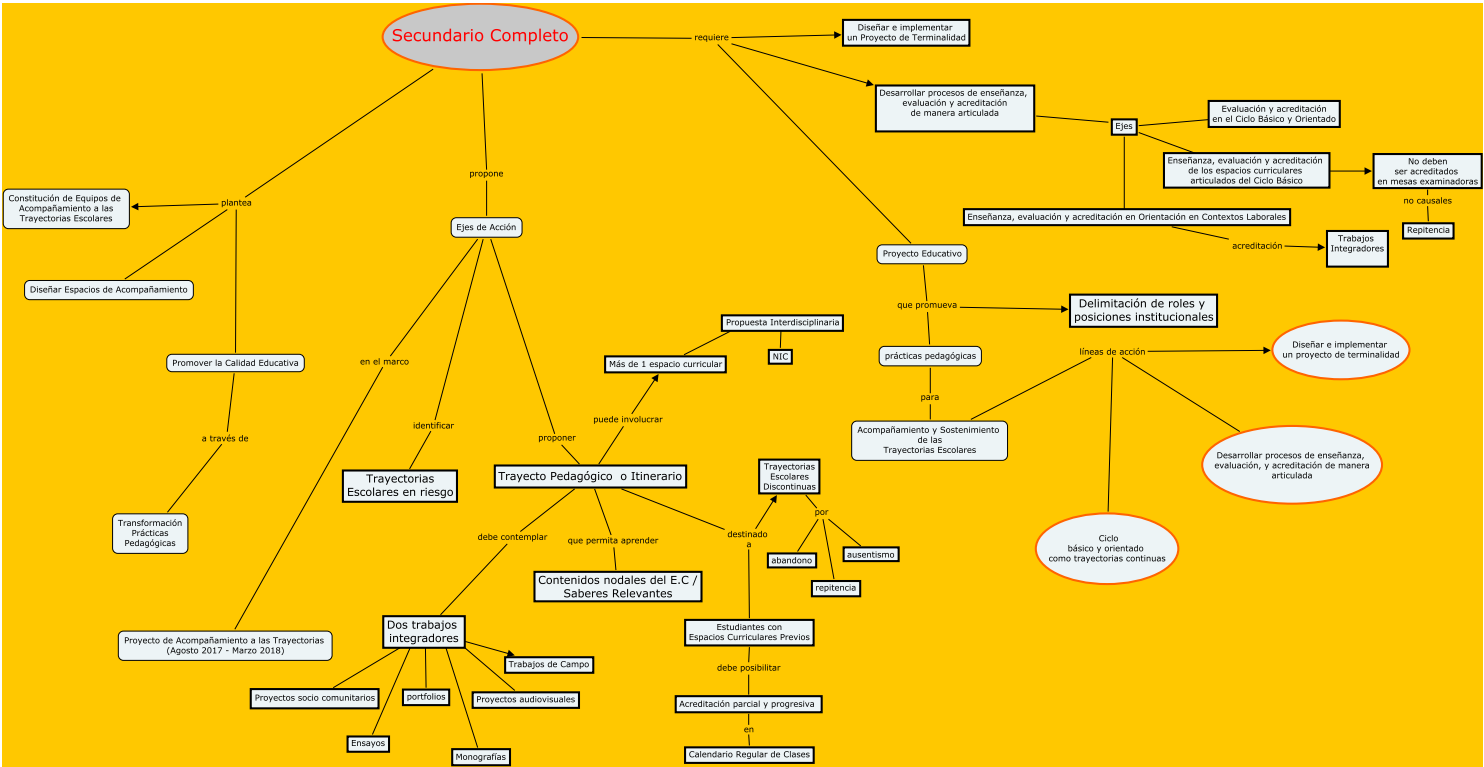 Secundario Completo
requiere
Diseñar e implementar
un Proyecto de Terminalidad
Desarrollar procesos de enseñanza,
evaluación y acreditación
de manera articulada
Ejes
Evaluación y acreditación
en el Ciclo Básico y Orientado
Enseñanza, evaluación y acreditación
de los espacios curriculares
articulados del Ciclo Básico
No deben
ser acreditados
en mesas examinadoras
no causales
Repitencia
Enseñanza, evaluación y acreditación en Orientación en Contextos Laborales
acreditación
Trabajos
Integradores
propone
plantea
Constitución de Equipos de
Acompañamiento a las
Trayectorias Escolares
Diseñar Espacios de Acompañamiento
Promover la Calidad Educativa
a través de
Transformación
Prácticas
Pedagógicas
Ejes de Acción
en el marco
Proyecto de Acompañamiento a las Trayectorias
(Agosto 2017 - Marzo 2018)
identificar
Trayectorias
Escolares en riesgo
proponer
Trayecto Pedagógico o Itinerario
puede involucrar
Más de 1 espacio curricular
Propuesta Interdisciplinaria
NIC
debe contemplar
Dos trabajos
integradores
Trabajos de Campo
Proyectos socio comunitarios
portfolios
Proyectos audiovisuales
Ensayos
Monografías
que permita aprender
Contenidos nodales del E.C /
Saberes Relevantes
destinado
a
Trayectorias
Escolares
Discontinuas
por
abandono
ausentismo
repitencia
Estudiantes con
Espacios Curriculares Previos
debe posibilitar
Acreditación parcial y progresiva
en
Calendario Regular de Clases
Proyecto Educativo
que promueva
Delimitación de roles y
posiciones institucionales
prácticas pedagógicas
para
Acompañamiento y Sostenimiento
de las
Trayectorias Escolares
líneas de acción
Diseñar e implementar
un proyecto de terminalidad
Desarrollar procesos de enseñanza,
evaluación, y acreditación de manera
articulada
Ciclo
básico y orientado
como trayectorias continuas